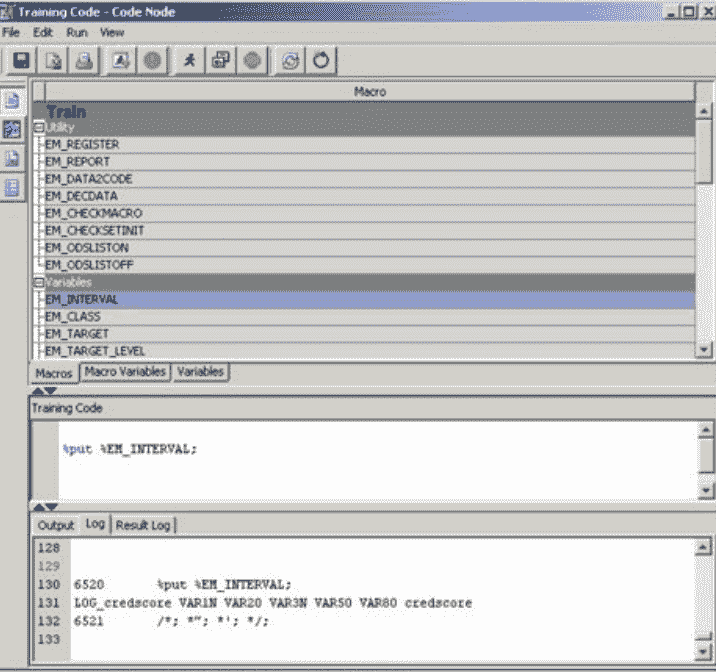 Training Code - Code Node
File Edit Run View
Macro
Train
Utility
EM_REGISTER
EM_REPORT
EM_DATA2CODE
EM_DECDATA
EM_CHECKMACRO
EM_CHECKSETINIT
EM_ODSLISTON
EM_ODSLISTOFF
Variables
EM_INTERVAL
EM_CLASS
EM_TARGET
EM_TARGET_LEVEL
Macros Macro Variables Variables
Training Code
%put %EM_INTERVAL;
Output Log Result Log
128
129
130 6520 %put %EM_INTERVAL;
131 LOG_credscore VAR1N VAR20 VAR3N VAR50 VAR80 credscore
132 6521 /*; *"; *'; */;
133